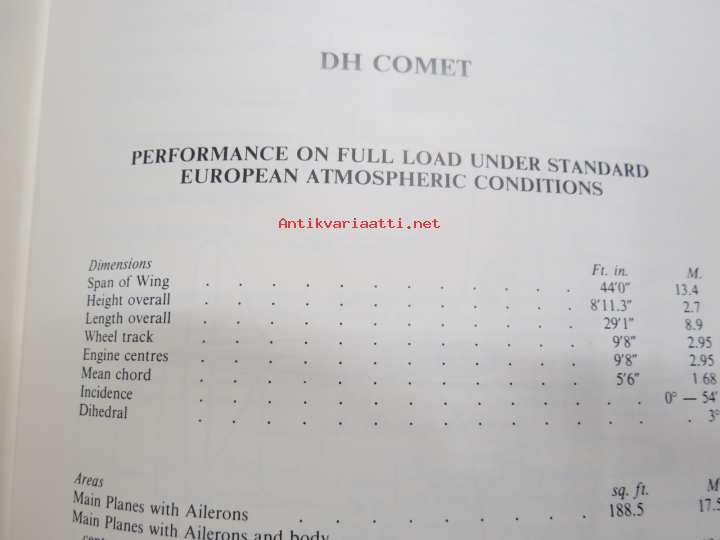 DH COMET
PERFORMANCE ON FULL LOAD UNDER STANDARD
EUROPEAN ATMOSPHERIC CONDITIONS
Antikvariaatti.net
Dimensions Ft. in. M.
Span of Wing . . . . . . . . . . . 44'0" 13.4
Height overall . . . . . . . . . . . 8'11.3" 2.7
Length overall . . . . . . . . . . . 29'1" 8.9
Wheel track . . . . . . . . . . . 9'8" 2.95
Engine centres . . . . . . . . . . . 9'8" 2.95
Mean chord . . . . . . . . . . . 5'6" 1.68
Incidence . . . . . . . . . . . . . 0° — 54'
Dihedral . . . . . . . . . . . . . . . 3°
Areas sq. ft. M
Main Planes with Ailerons . . . . . . . . . 188.5 17.5
Main Planes with Ailerons and body